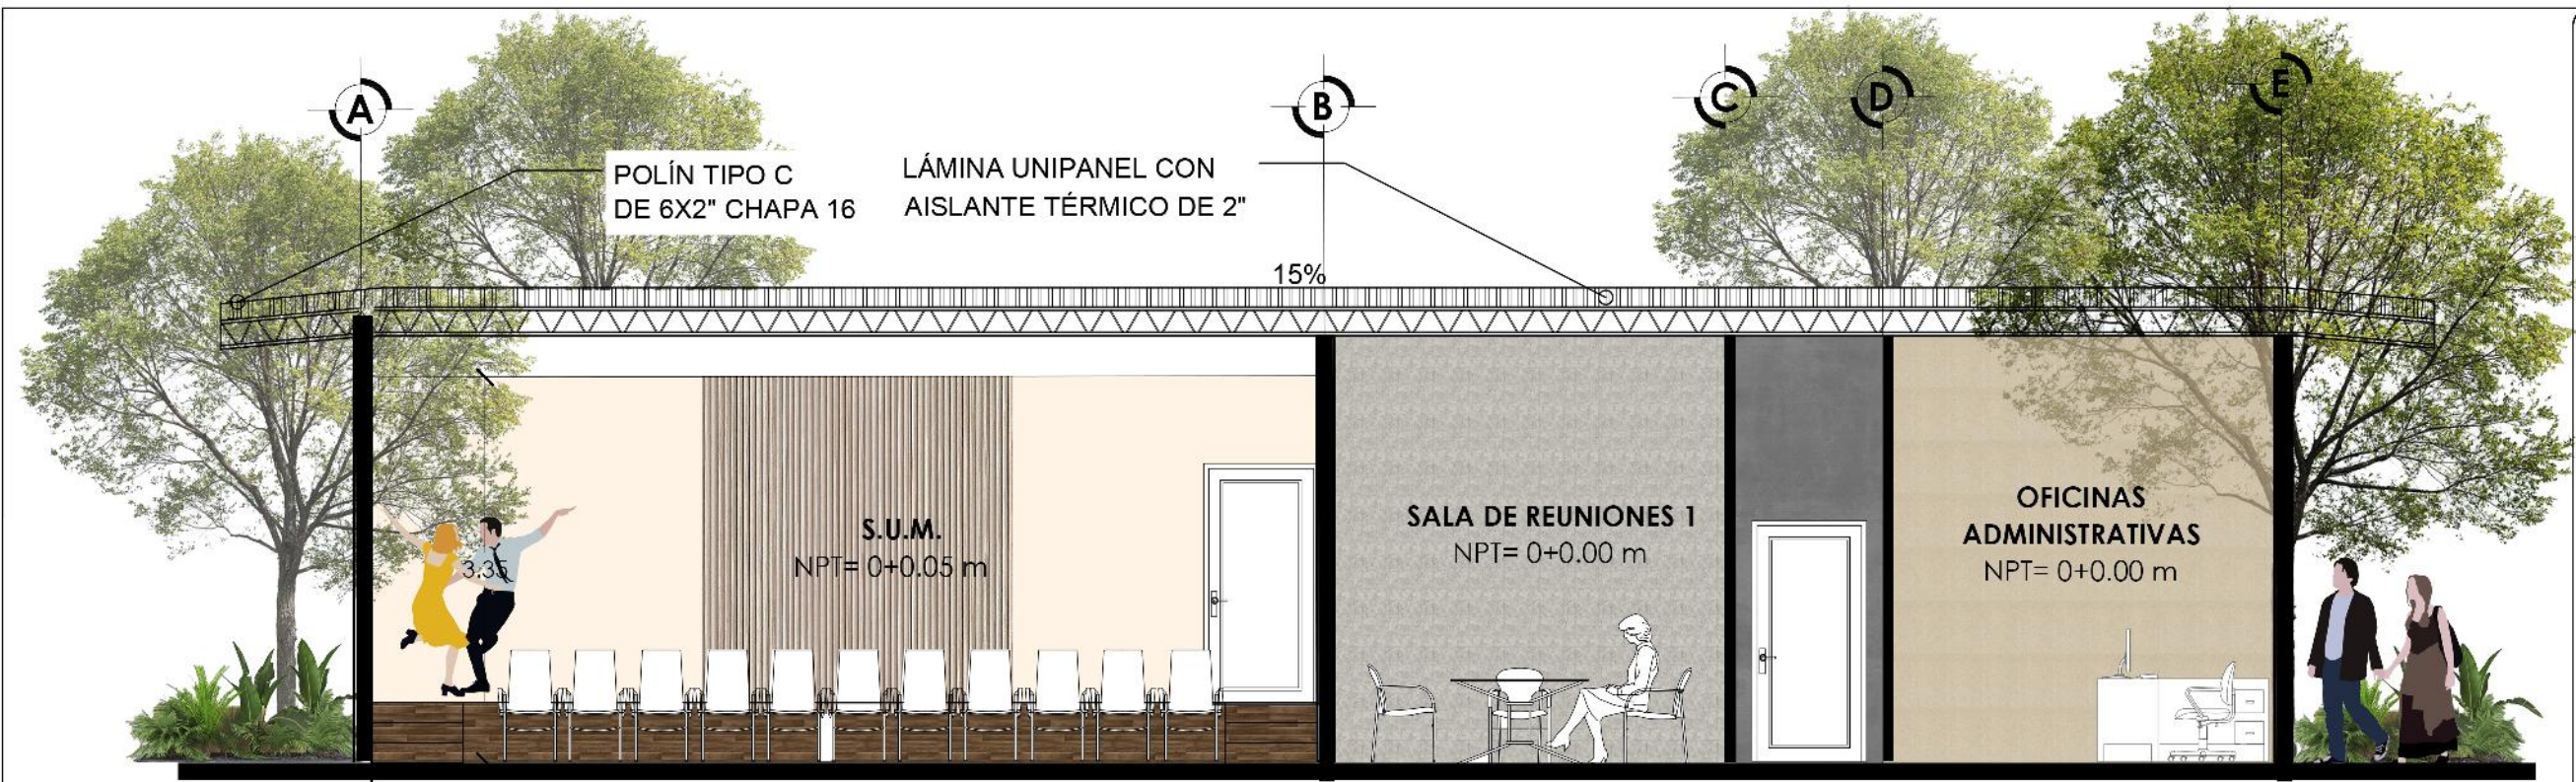 A
B
C
D
E
POLÍN TIPO C
DE 6X2" CHAPA 16
LÁMINA UNIPANEL CON
AISLANTE TÉRMICO DE 2"
15%
S.U.M.
NPT= 0+0.05 m
3.35
SALA DE REUNIONES 1
NPT= 0+0.00 m
OFICINAS
ADMINISTRATIVAS
NPT= 0+0.00 m